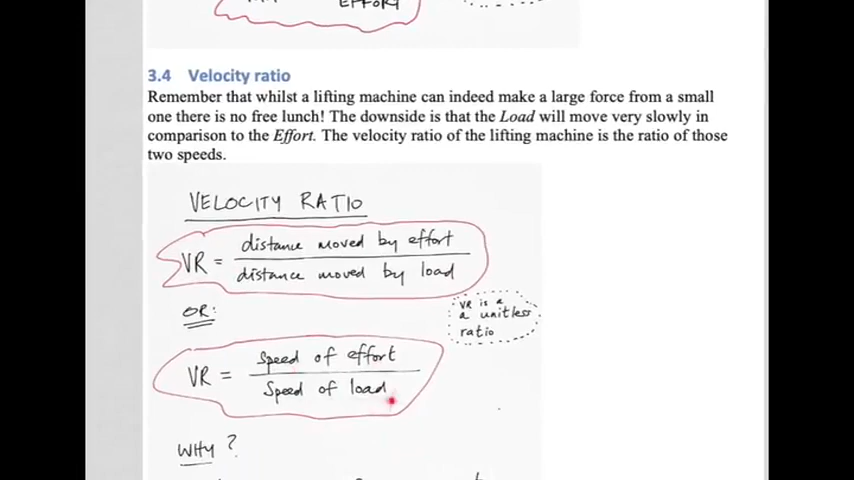 EFFORT
3.4 Velocity ratio
Remember that whilst a lifting machine can indeed make a large force from a small
one there is no free lunch! The downside is that the Load will move very slowly in
comparison to the Effort. The velocity ratio of the lifting machine is the ratio of those
two speeds.
VELOCITY RATIO
VR = distance moved by effort
distance moved by load
OR:
VR is a
a unitless
ratio
VR = Speed of effort
Speed of load
WHY?